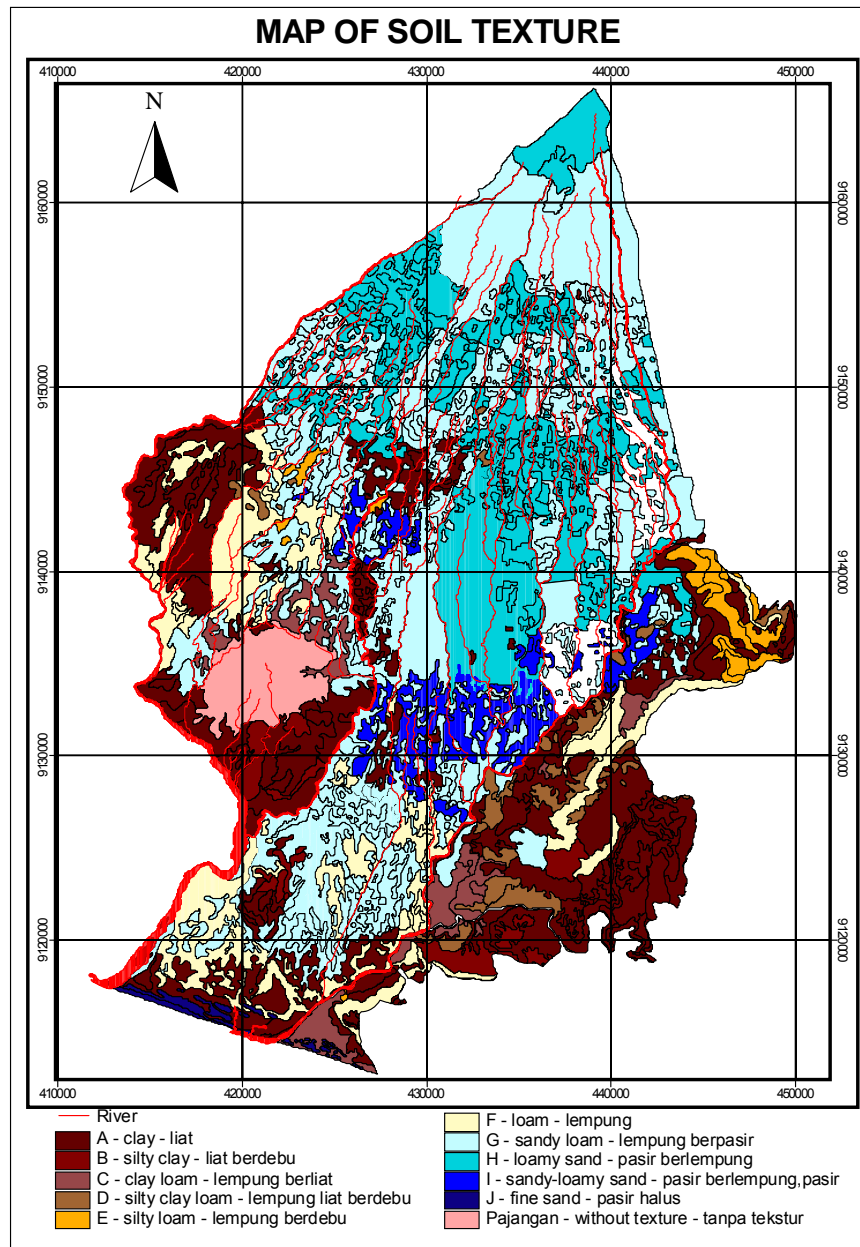 MAP OF SOIL TEXTURE
410000 420000 430000 440000 450000
N
9160000 9160000
9150000 9150000
9140000 9140000
9130000 9130000
9120000 9120000
410000 420000 430000 440000 450000
River
A - clay - liat
B - silty clay - liat berdebu
C - clay loam - lempung berliat
D - silty clay loam - lempung liat berdebu
E - silty loam - lempung berdebu
F - loam - lempung
G - sandy loam - lempung berpasir
H - loamy sand - pasir berlempung
I - sandy-loamy sand - pasir berlempung,pasir
J - fine sand - pasir halus
Pajangan - without texture - tanpa tekstur